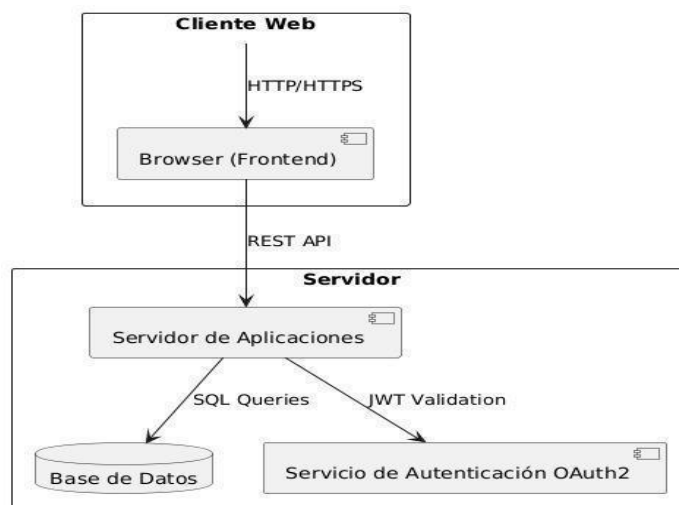 Cliente Web
HTTP/HTTPS
Browser (Frontend)
REST API
Servidor
Servidor de Aplicaciones
SQL Queries
JWT Validation
Base de Datos
Servicio de Autenticación OAuth2